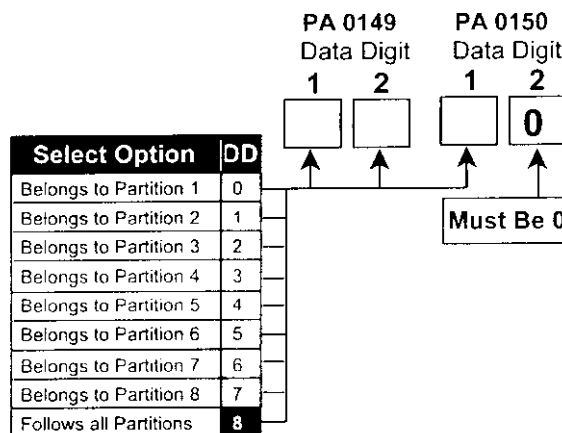 PA 0149 PA 0150
Data Digit Data Digit
1 2 1 2
0
Select Option DD
Belongs to Partition 1 0
Belongs to Partition 2 1
Belongs to Partition 3 2
Belongs to Partition 4 3
Belongs to Partition 5 4
Belongs to Partition 6 5
Belongs to Partition 7 6
Belongs to Partition 8 7
Follows all Partitions 8
Must Be 0